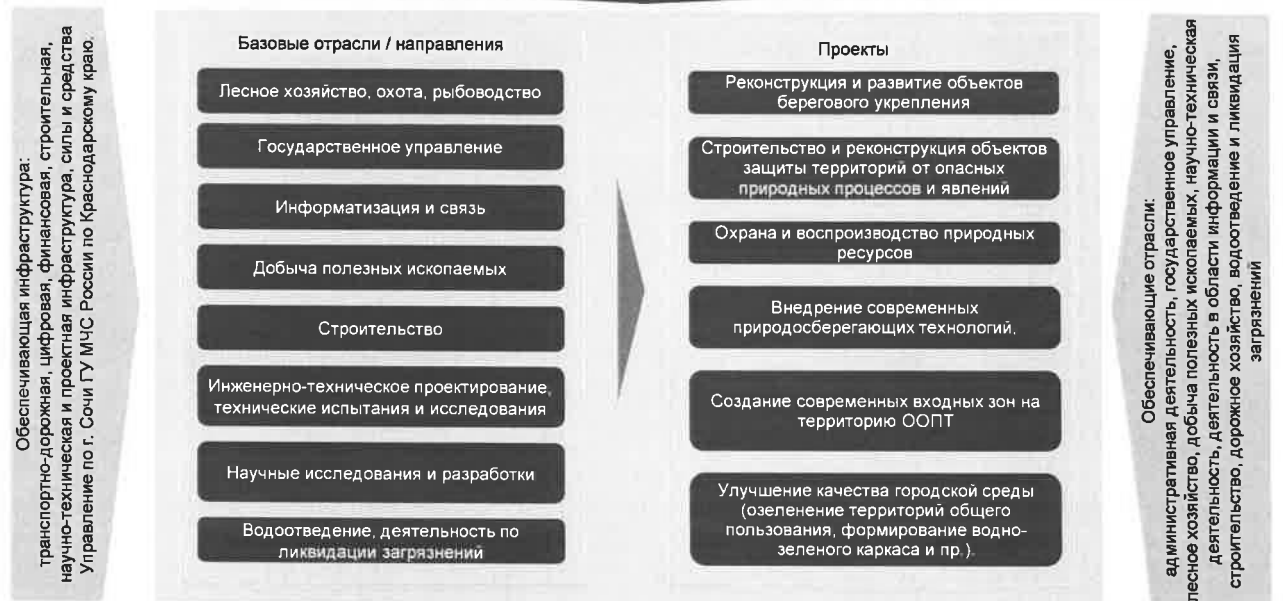 Обеспечивающая инфраструктура:
транспортно-дорожная, цифровая, финансовая, строительная,
научно-техническая и проектная инфраструктура, силы и средства
Управление по г. Сочи ГУ МЧС России по Краснодарскому краю.
Базовые отрасли / направления
Лесное хозяйство, охота, рыбоводство
Государственное управление
Информатизация и связь
Добыча полезных ископаемых
Строительство
Инженерно-техническое проектирование,
технические испытания и исследования
Научные исследования и разработки
Водоотведение, деятельность по
ликвидации загрязнений
Проекты
Реконструкция и развитие объектов
берегового укрепления
Строительство и реконструкция объектов
защиты территорий от опасных
природных процессов и явлений
Охрана и воспроизводство природных
ресурсов
Внедрение современных
природосберегающих технологий.
Создание современных входных зон на
территорию ООПТ
Улучшение качества городской среды
(озеленение территорий общего
пользования, формирование водно-
зеленого каркаса и пр.).
Обеспечивающие отрасли:
административная деятельность, государственное управление,
лесное хозяйство, добыча полезных ископаемых, научно-техническая
деятельность, деятельность в области информации и связи,
строительство, дорожное хозяйство, водоотведение и ликвидация
загрязнений